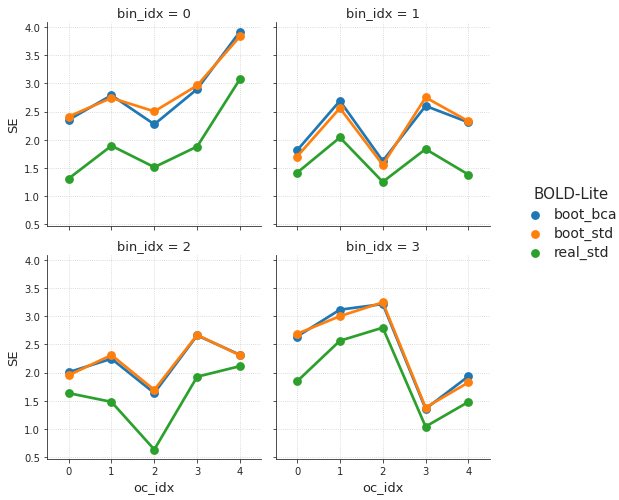 bin_idx = 0
bin_idx = 1
4.0
3.5
3.0
2.5
2.0
1.5
1.0
0.5
SE
BOLD-Lite
boot_bca
boot_std
real_std
bin_idx = 2
bin_idx = 3
4.0
3.5
3.0
2.5
2.0
1.5
1.0
0.5
SE
0 1 2 3 4
0 1 2 3 4
oc_idx
oc_idx